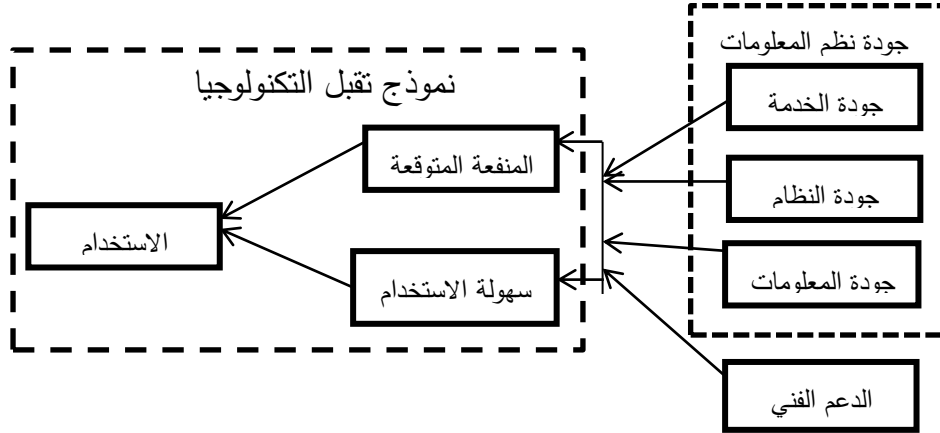 جودة نظم المعلومات
جودة الخدمة
جودة النظام
جودة المعلومات
الدعم الفني
نموذج تقبل التكنولوجيا
المنفعة المتوقعة
سهولة الاستخدام
الاستخدام